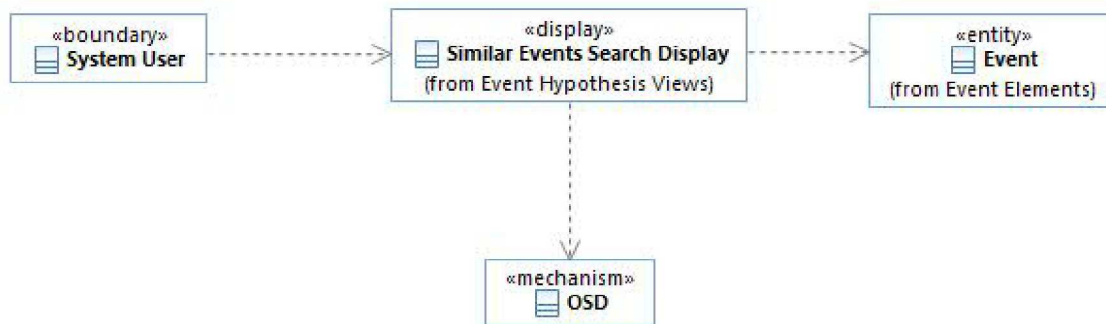 «boundary»
System User
«display»
Similar Events Search Display
(from Event Hypothesis Views)
«entity»
Event
(from Event Elements)
«mechanism»
OSD